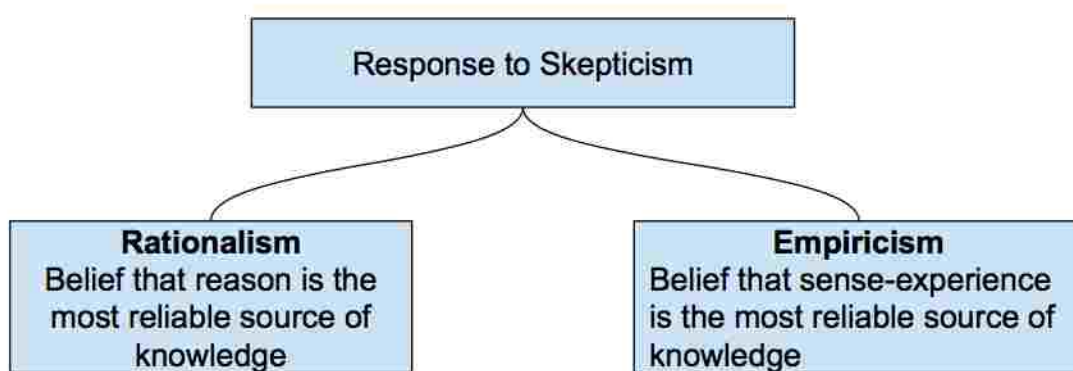 Response to Skepticism
Rationalism
Belief that reason is the
most reliable source of
knowledge
Empiricism
Belief that sense-experience
is the most reliable source of
knowledge